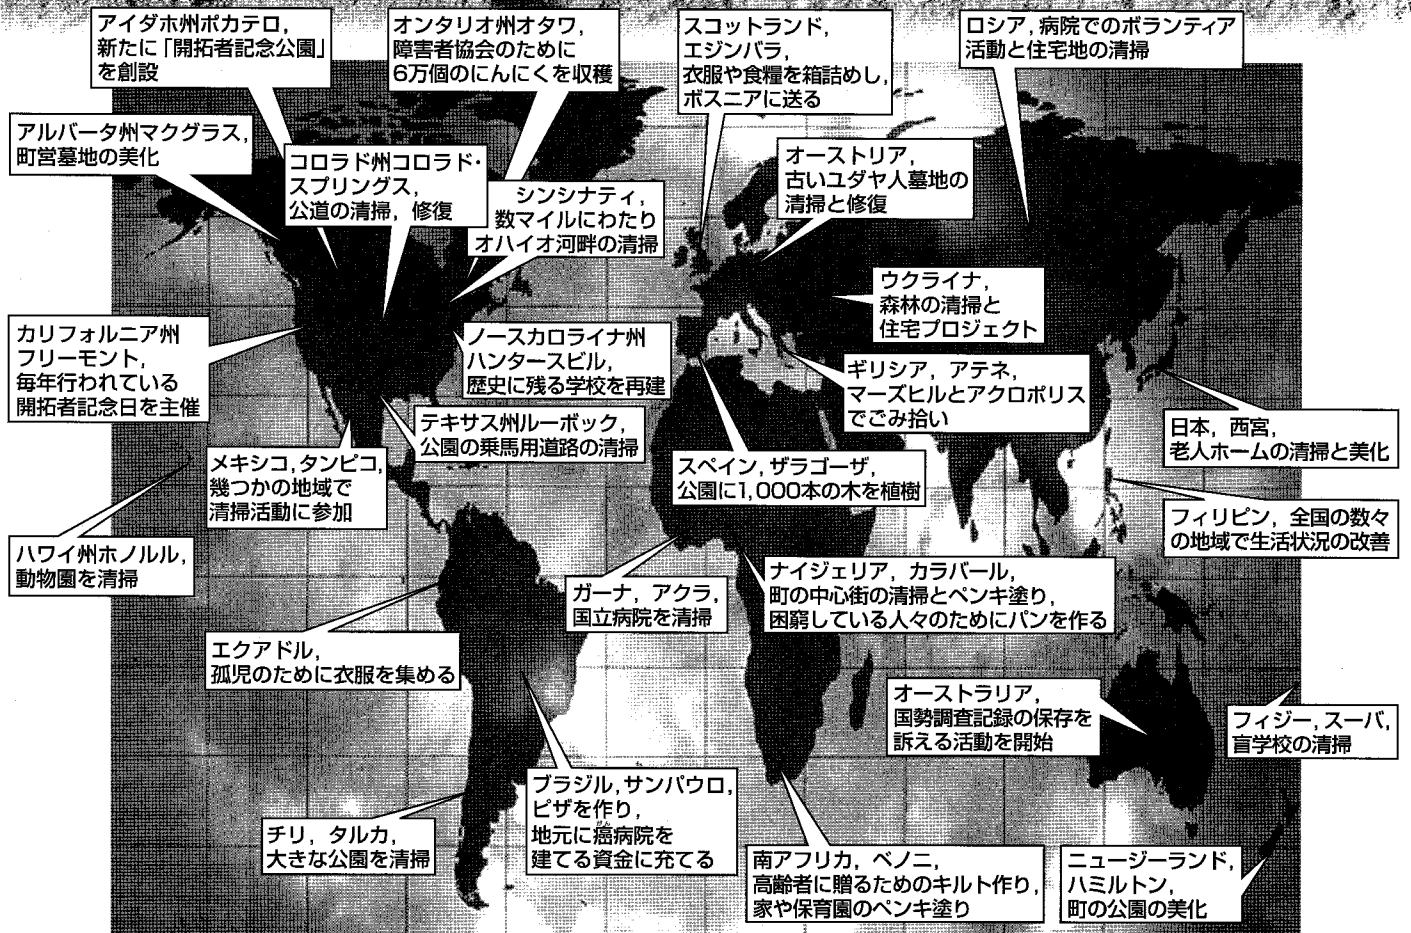 アイダホ州ポカテロ,
新たに「開拓者記念公園」
を創設
オンタリオ州オタワ,
障害者協会のために
6万個のにんにくを収穫
スコットランド,
エジンバラ,
衣服や食糧を箱詰めし,
ボスニアに送る
ロシア, 病院でのボランティア
活動と住宅地の清掃
アルバータ州マクグラス,
町営墓地の美化
コロラド州コロラド・
スプリングス,
公道の清掃, 修復
シンシナティ,
数マイルにわたり
オハイオ河畔の清掃
オーストリア,
古いユダヤ人墓地の
清掃と修復
ウクライナ,
森林の清掃と
住宅プロジェクト
カリフォルニア州
フリーモント,
毎年行われている
開拓者記念日を主催
ノースカロライナ州
ハンタースビル,
歴史に残る学校を再建
ギリシア, アテネ,
マーズヒルとアクロポリス
でごみ拾い
テキサス州ルーボック,
公園の乗馬用道路の清掃
日本, 西宮,
老人ホームの清掃と美化
メキシコ, タンピコ,
幾つかの地域で
清掃活動に参加
スペイン, ザラゴーザ,
公園に1,000本の木を植樹
フィリピン, 全国の数々
の地域で生活状況の改善
ハワイ州ホノルル,
動物園を清掃
ガーナ, アクラ,
国立病院を清掃
ナイジェリア, カラバール,
町の中心街の清掃とペンキ塗り,
困窮している人々のためにパンを作る
エクアドル,
孤児のために衣服を集める
オーストラリア,
国勢調査記録の保存を
訴える活動を開始
フィジー, スーバ,
盲学校の清掃
ブラジル, サンパウロ,
ピザを作り,
地元に癌病院を
建てる資金に充てる
チリ, タルカ,
大きな公園を清掃
南アフリカ, ベノニ,
高齢者に贈るためのキルト作り,
家や保育園のペンキ塗り
ニュージーランド,
ハミルトン,
町の公園の美化